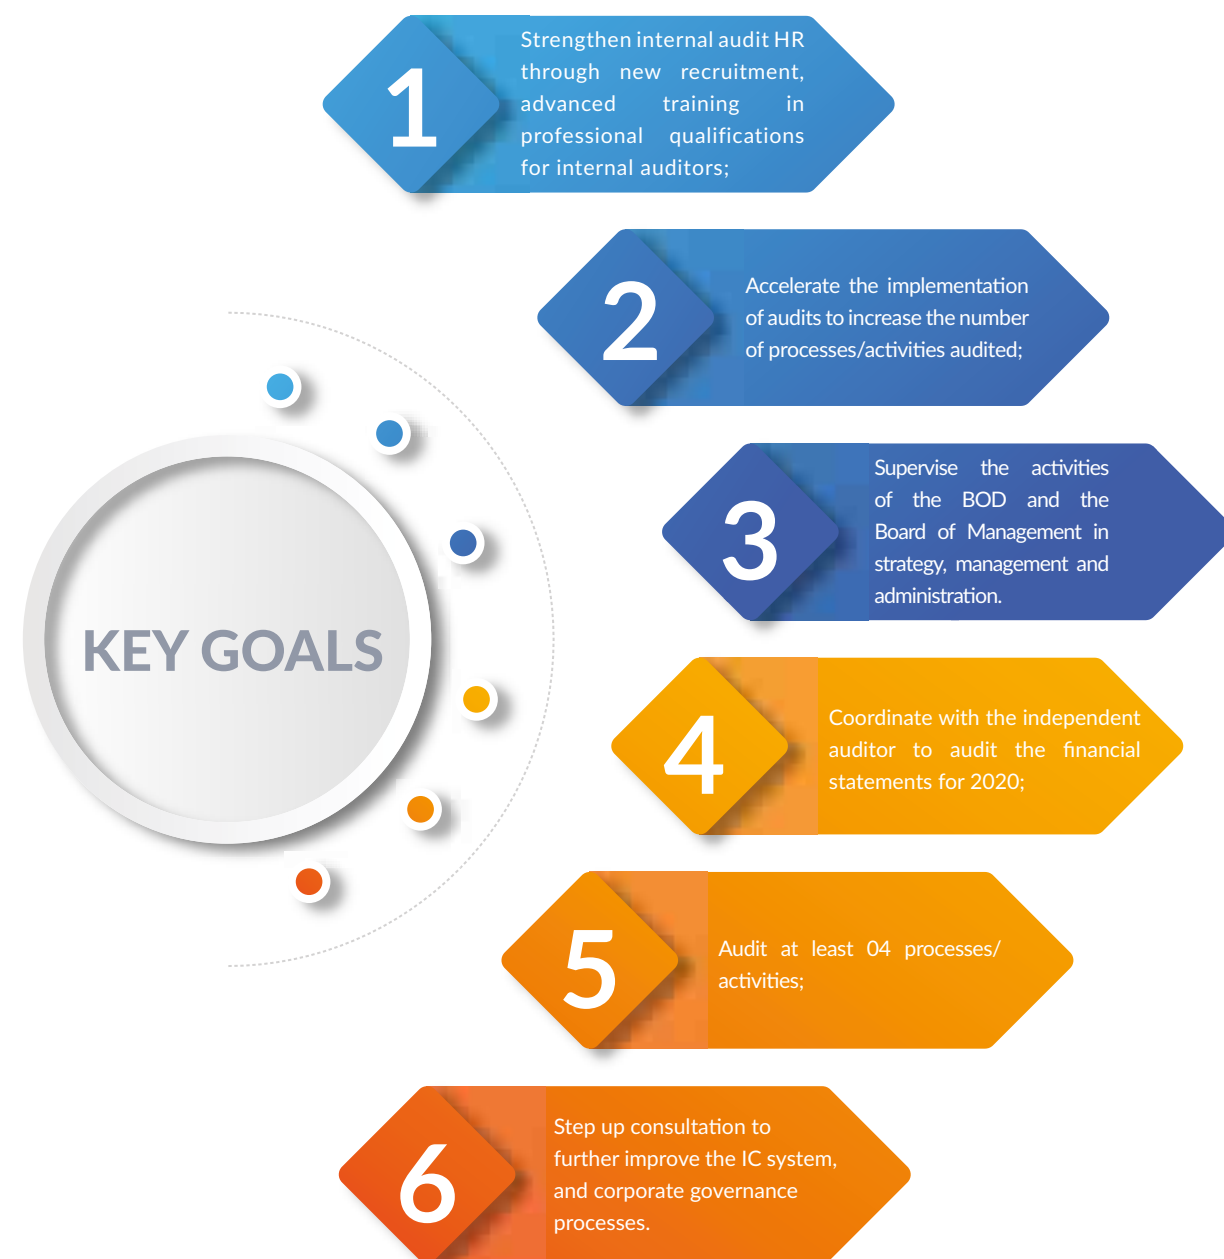 1
Strengthen internal audit HR
through new recruitment,
advanced training in
professional qualifications
for internal auditors;
2
Accelerate the implementation
of audits to increase the number
of processes/activities audited;
3
Supervise the activities
of the BOD and the
Board of Management in
strategy, management and
administration.
KEY GOALS
4
Coordinate with the independent
auditor to audit the financial
statements for 2020;
5
Audit at least 04 processes/
activities;
6
Step up consultation to
further improve the IC system,
and corporate governance
processes.